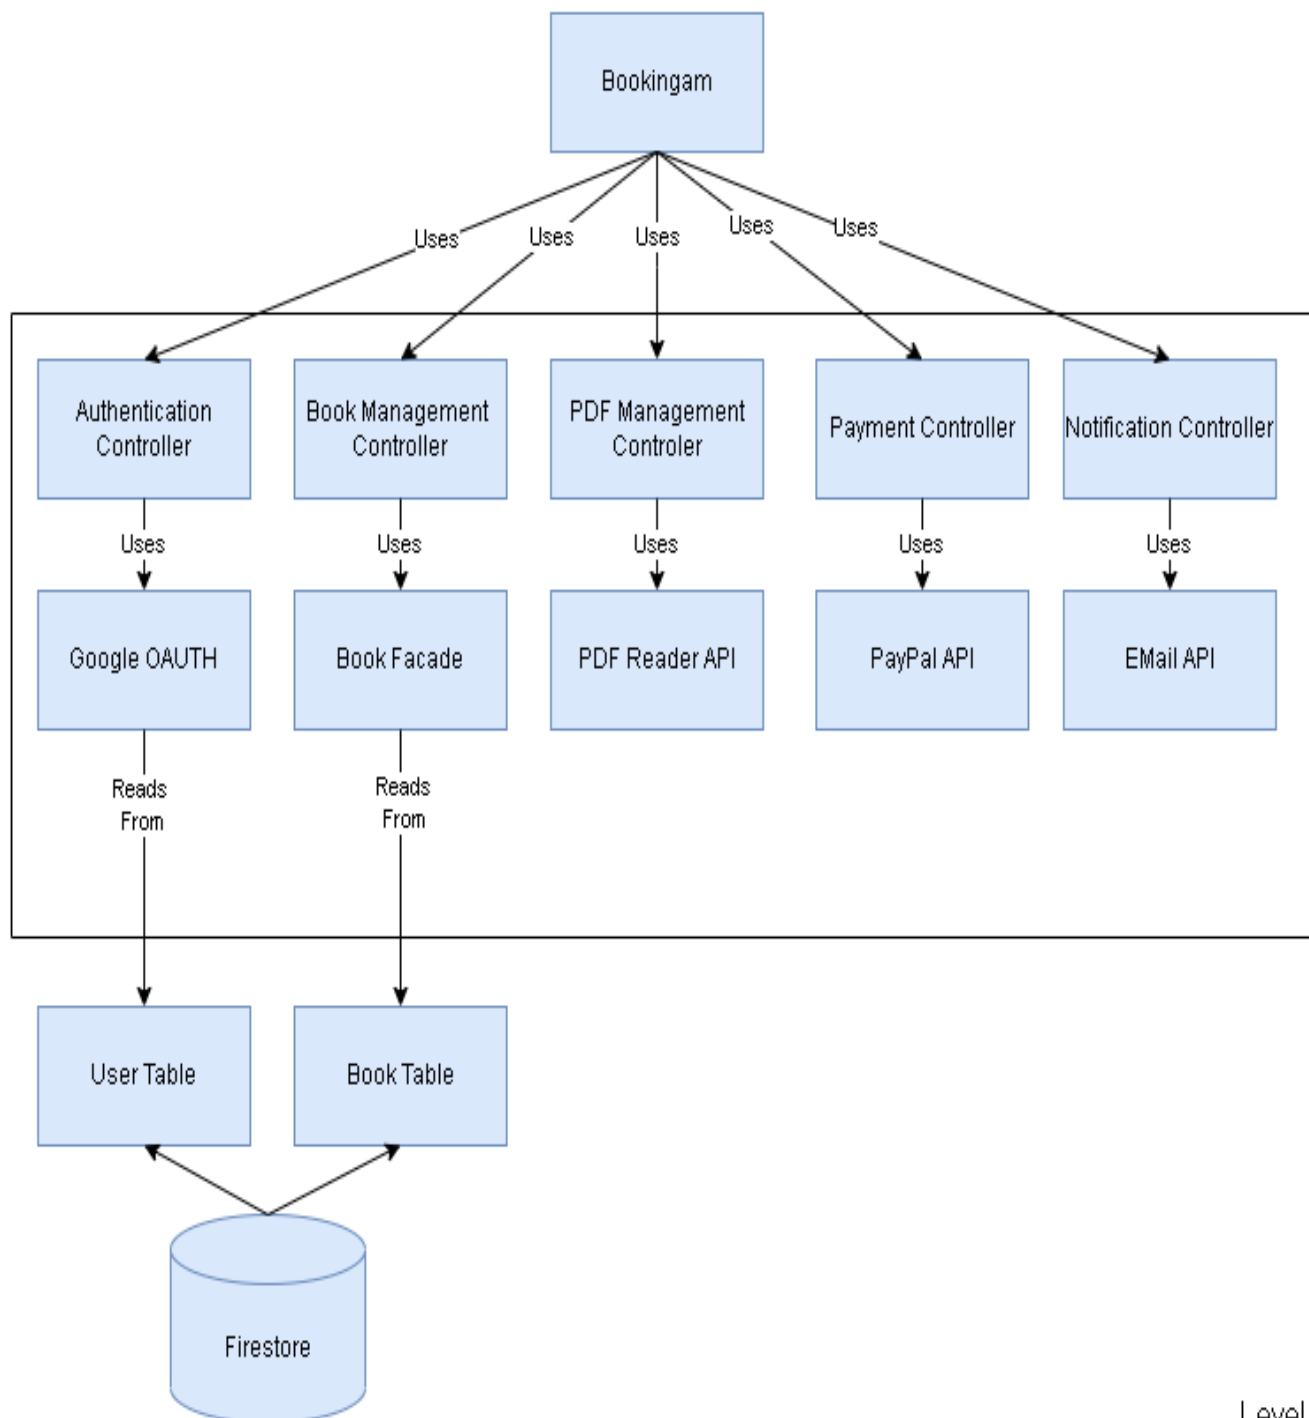 Bookingam
Uses
Uses
Uses
Uses
Uses
Authentication
Controller
Book Management
Controller
PDF Management
Controler
Payment Controller
Notification Controller
Uses
Uses
Uses
Uses
Uses
Google OAUTH
Book Facade
PDF Reader API
PayPal API
EMail API
Reads
From
Reads
From
User Table
Book Table
Firestore
Level